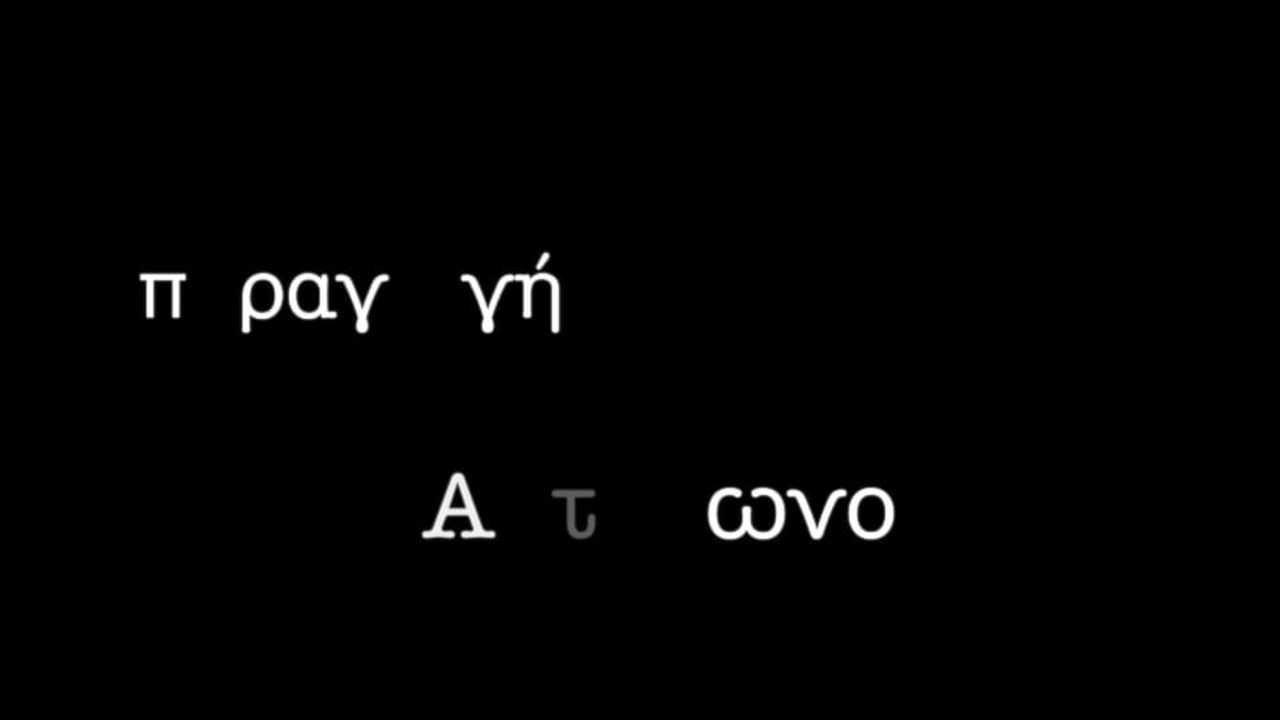 π ραγ γή
Α τ ωνο